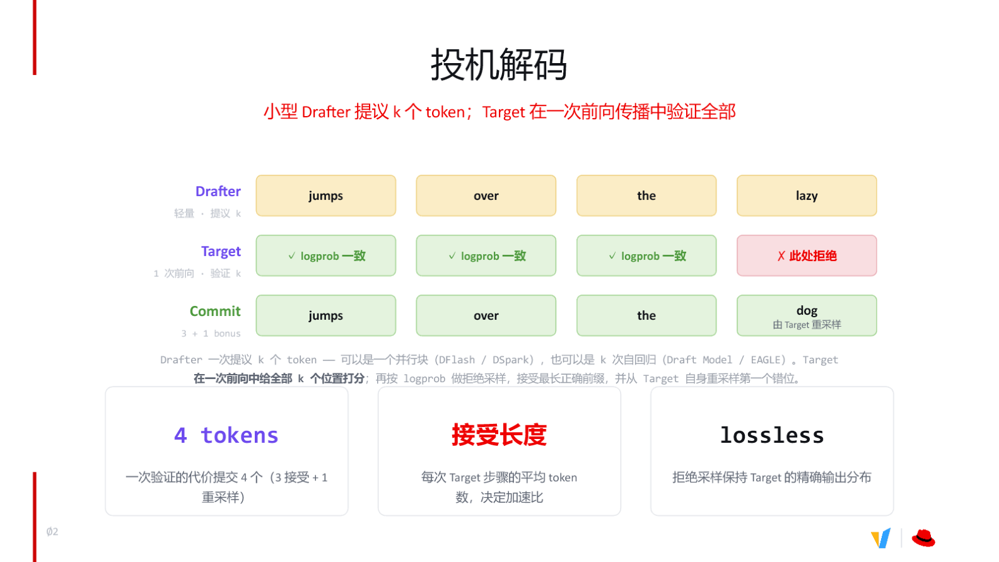 投机解码
小型 Drafter 提议 k 个 token；Target 在一次前向传播中验证全部
Drafter
轻量 · 提议 k
jumps
over
the
lazy
Target
1 次前向 · 验证 k
✓ logprob 一致
✓ logprob 一致
✓ logprob 一致
✗ 此处拒绝
Commit
3 + 1 bonus
jumps
over
the
dog
由 Target 重采样
Drafter 一次提议 k 个 token —— 可以是一个并行块（DFlash / DSpark），也可以是 k 次自回归（Draft Model / EAGLE）。Target
在一次前向中给全部 k 个位置打分；再按 logprob 做拒绝采样，接受最长正确前缀，并从 Target 自身重采样第一个错位。
4 tokens
一次验证的代价提交 4 个（3 接受 + 1
重采样）
接受长度
每次 Target 步骤的平均 token
数，决定加速比
lossless
拒绝采样保持 Target 的精确输出分布
02